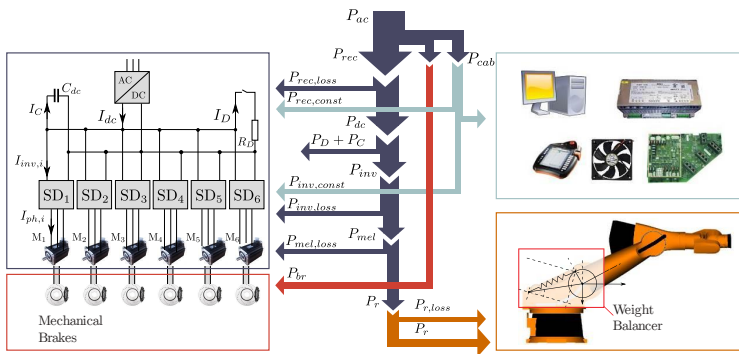 P_ac
P_rec
P_cab
P_rec,loss
P_rec,const
P_dc
P_D + P_C
P_inv
P_inv,const
P_inv,loss
P_mel
P_mel,loss
P_br
P_r
P_r,loss
P_r
AC
DC
C_dc
I_C
I_dc
I_D
R_D
I_inv,i
SD_1 SD_2 SD_3 SD_4 SD_5 SD_6
I_ph,i
M_1 M_2 M_3 M_4 M_5 M_6
Mechanical
Brakes
Weight
Balancer